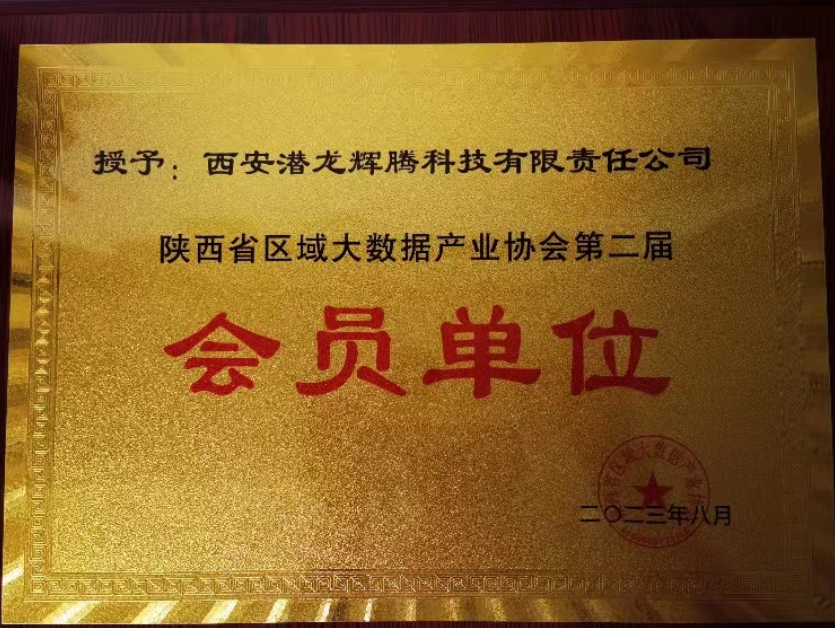 授予：西安潜龙辉腾科技有限责任公司
陕西省区域大数据产业协会第二届
会员单位
二〇二三年八月